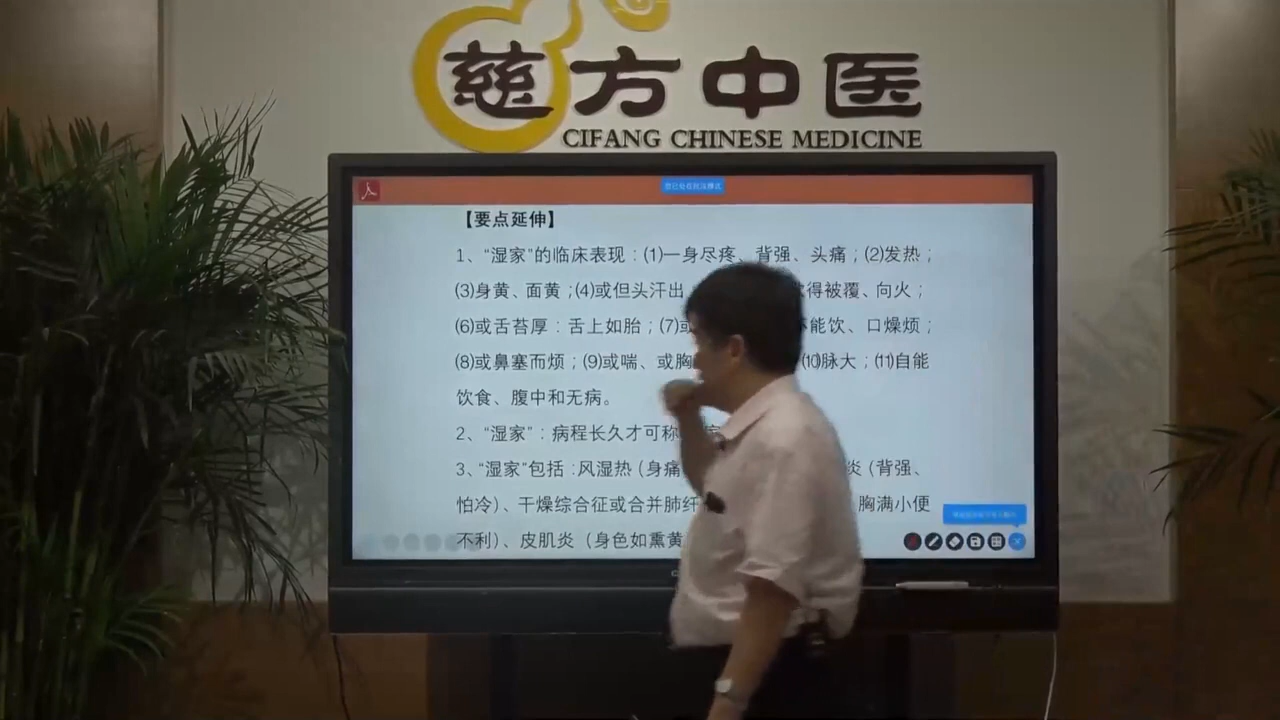 慈方中医
CIFANG CHINESE MEDICINE
【要点延伸】
1、“湿家”的临床表现：⑴一身尽疼、背强、头痛；⑵发热；
⑶身黄、面黄；⑷或但头汗出 得被覆、向火；
⑹或舌苔厚：舌上如胎；⑺或 能饮、口燥烦；
⑻或鼻塞而烦；⑼或喘、或胸 ⑽脉大；⑾自能
饮食、腹中和无病。
2、“湿家”：病程长久才可称
3、“湿家”包括：风湿热（身痛 炎（背强、
怕冷）、干燥综合征或合并肺纤 胸满小便
不利）、皮肌炎（身色如熏黄